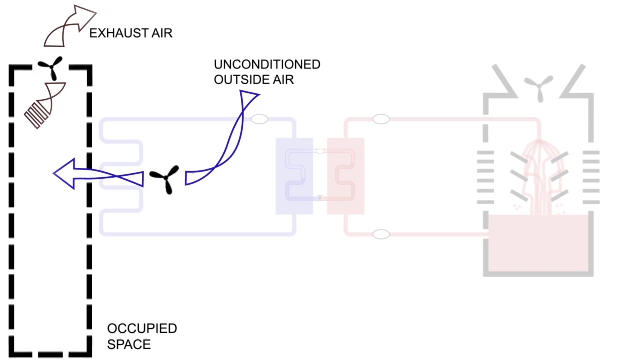 EXHAUST AIR
UNCONDITIONED
OUTSIDE AIR
OCCUPIED
SPACE